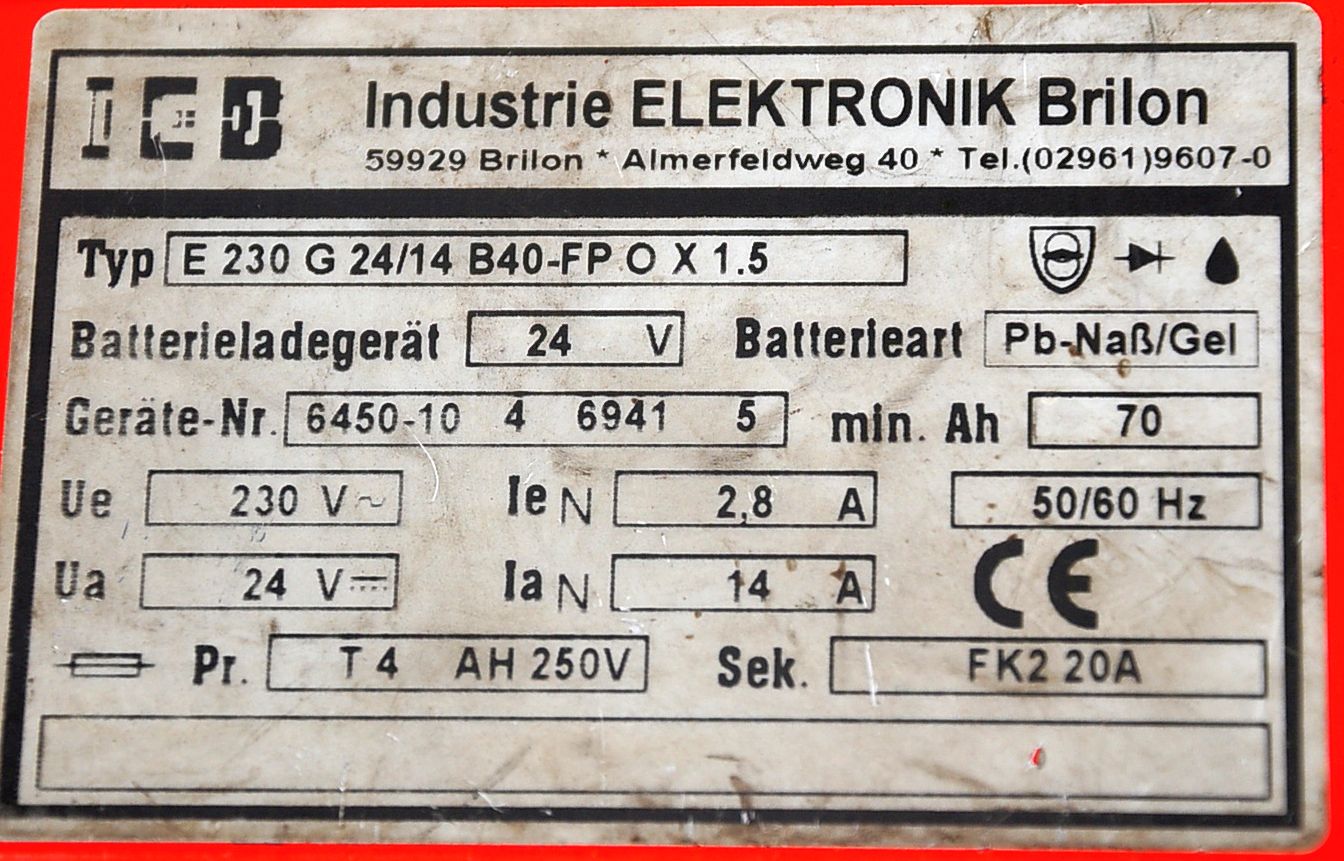 IEB Industrie ELEKTRONIK Brilon
59929 Brilon * Almerfeldweg 40 * Tel.(02961)9607-0
Typ E 230 G 24/14 B40-FP O X 1.5
Batterieladegerät 24 V Batterieart Pb-Naß/Gel
Geräte-Nr. 6450-10 4 6941 5 min. Ah 70
Ue 230 V~ IeN 2,8 A 50/60 Hz
Ua 24 V⎓ IaN 14 A CE
Pr. T 4 AH 250V Sek. FK2 20A